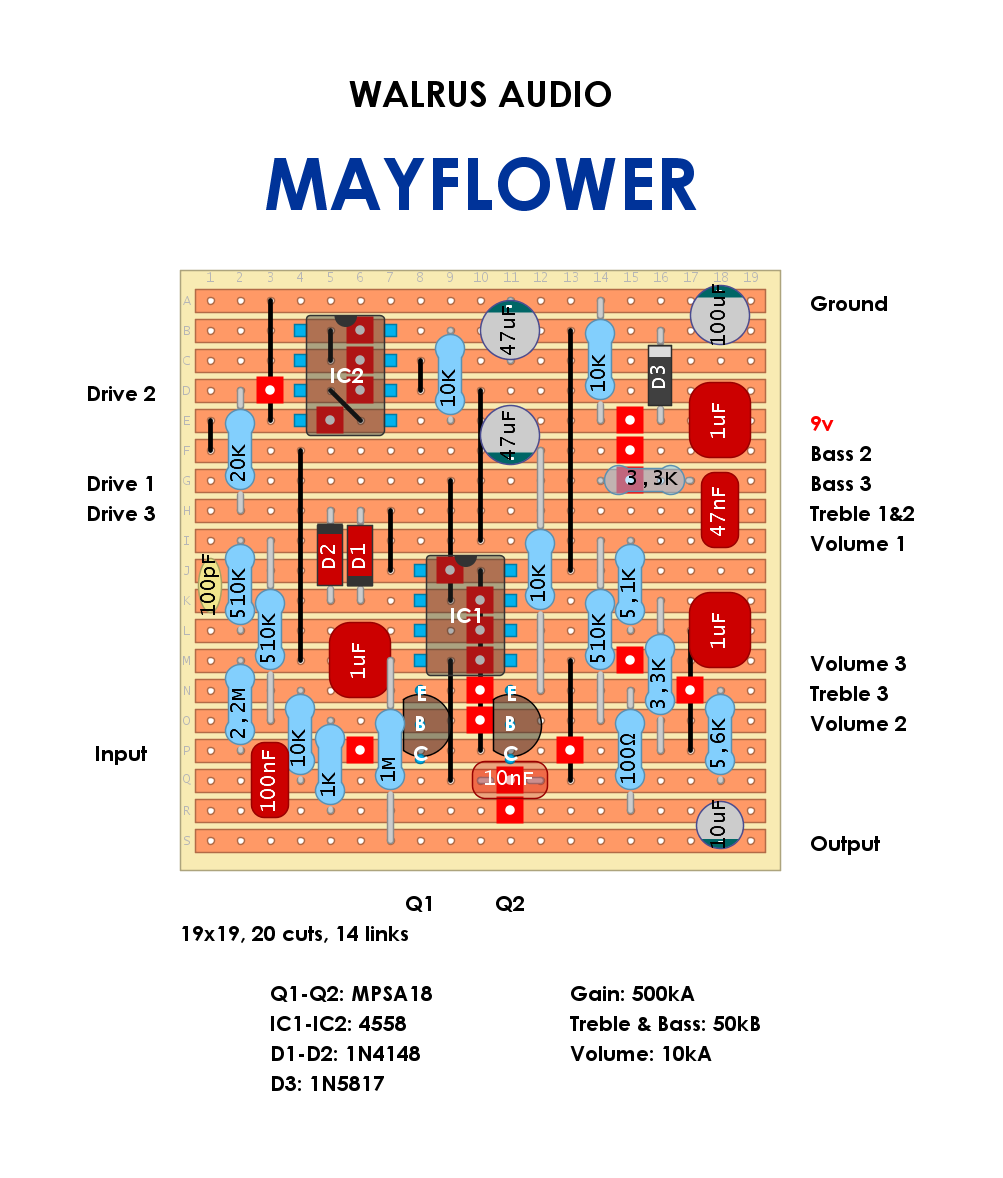 WALRUS AUDIO
MAYFLOWER
1 2 3 4 5 6 7 8 9 10 11 12 13 14 15 16 17 18 19
A
Ground
100uF
B
47uF
C
10K
D3
IC2
10K
D
Drive 2
1uF
E
9v
47uF
F
Bass 2
20K
G
3,3K
Drive 1
Bass 3
47nF
H
Drive 3
Treble 1&2
I
Volume 1
D2
D1
J
100pF
510K
10K
5,1K
K
IC1
510K
510K
1uF
L
1uF
M
Volume 3
3,3K
N
E
E
Treble 3
2,2M
O
B
B
Volume 2
10K
1M
100Ω
5,6K
P
C
C
Input
1K
100nF
Q
10nF
R
10uF
S
Output
Q1 Q2
19x19, 20 cuts, 14 links
Q1-Q2: MPSA18
IC1-IC2: 4558
D1-D2: 1N4148
D3: 1N5817
Gain: 500kA
Treble & Bass: 50kB
Volume: 10kA